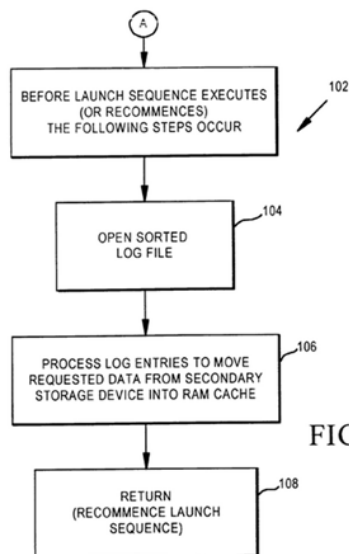 A
BEFORE LAUNCH SEQUENCE EXECUTES
(OR RECOMMENCES)
THE FOLLOWING STEPS OCCUR
102
104
OPEN SORTED
LOG FILE
106
PROCESS LOG ENTRIES TO MOVE
REQUESTED DATA FROM SECONDARY
STORAGE DEVICE INTO RAM CACHE
108
RETURN
(RECOMMENCE LAUNCH
SEQUENCE)